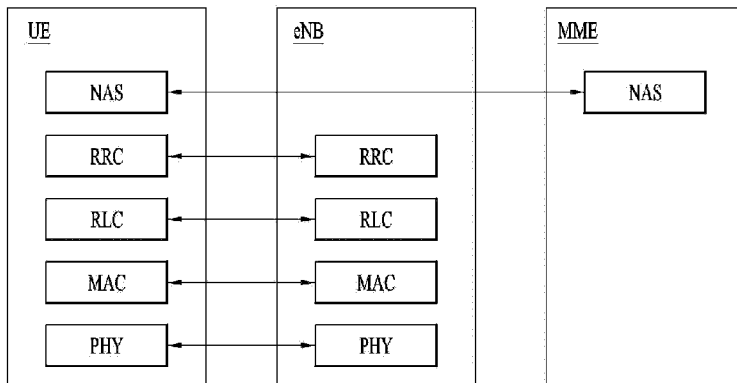 UE eNB MME
NAS NAS
RRC RRC
RLC RLC
MAC MAC
PHY PHY